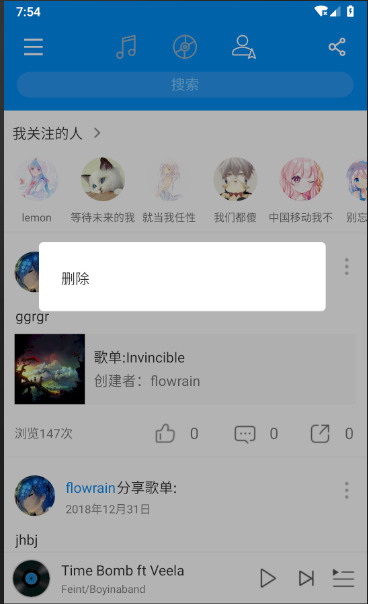 7:54
搜索
我关注的人
lemon 等待未来的我 就当我任性 我们都傻 中国移动我不 别忘
删除
ggrgr
歌单:Invincible
创建者：flowrain
浏览147次 0 0 0
flowrain分享歌单:
2018年12月31日
jhbj
Time Bomb ft Veela
Feint/Boyinaband